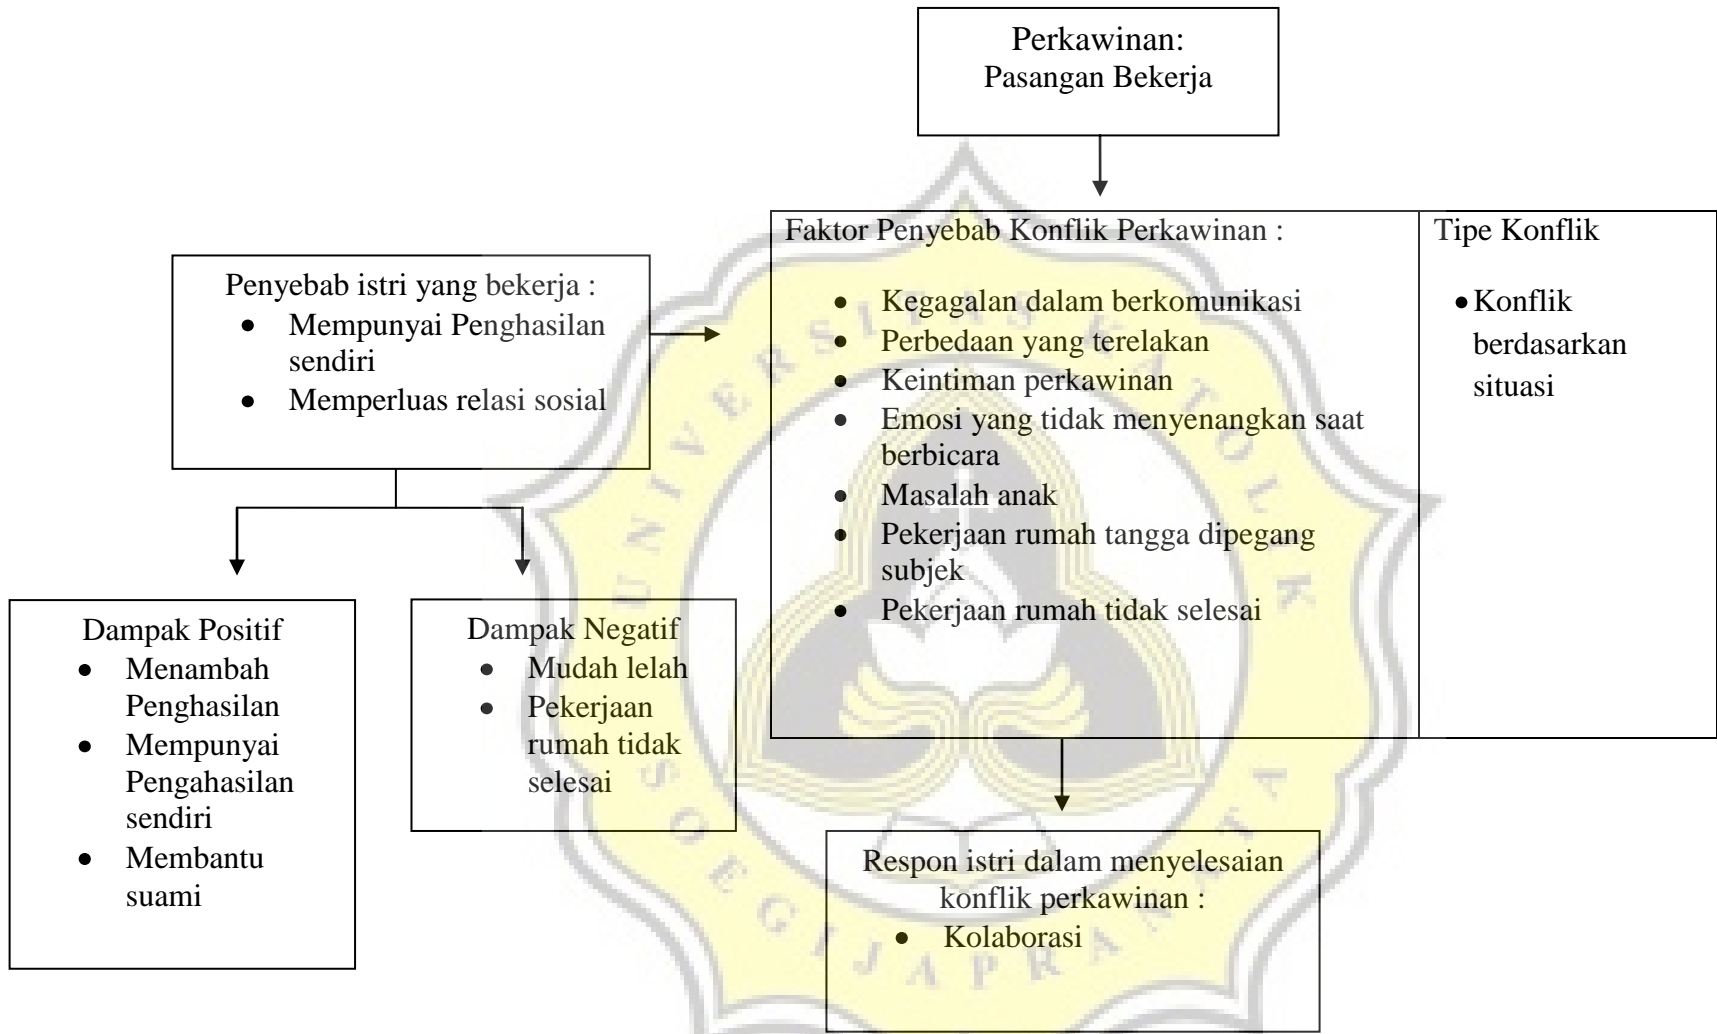 Perkawinan:
Pasangan Bekerja
Faktor Penyebab Konflik Perkawinan :
● Kegagalan dalam berkomunikasi
● Perbedaan yang terelakan
● Keintiman perkawinan
● Emosi yang tidak menyenangkan saat
berbicara
● Masalah anak
● Pekerjaan rumah tangga dipegang
subjek
● Pekerjaan rumah tidak selesai
Tipe Konflik
● Konflik
berdasarkan
situasi
Penyebab istri yang bekerja :
● Mempunyai Penghasilan
sendiri
● Memperluas relasi sosial
Dampak Positif
● Menambah
Penghasilan
● Mempunyai
Pengahasilan
sendiri
● Membantu
suami
Dampak Negatif
● Mudah lelah
● Pekerjaan
rumah tidak
selesai
Respon istri dalam menyelesaian
konflik perkawinan :
● Kolaborasi
UNIVERSITAS KATOLIK
SOEGIJAPRANATA